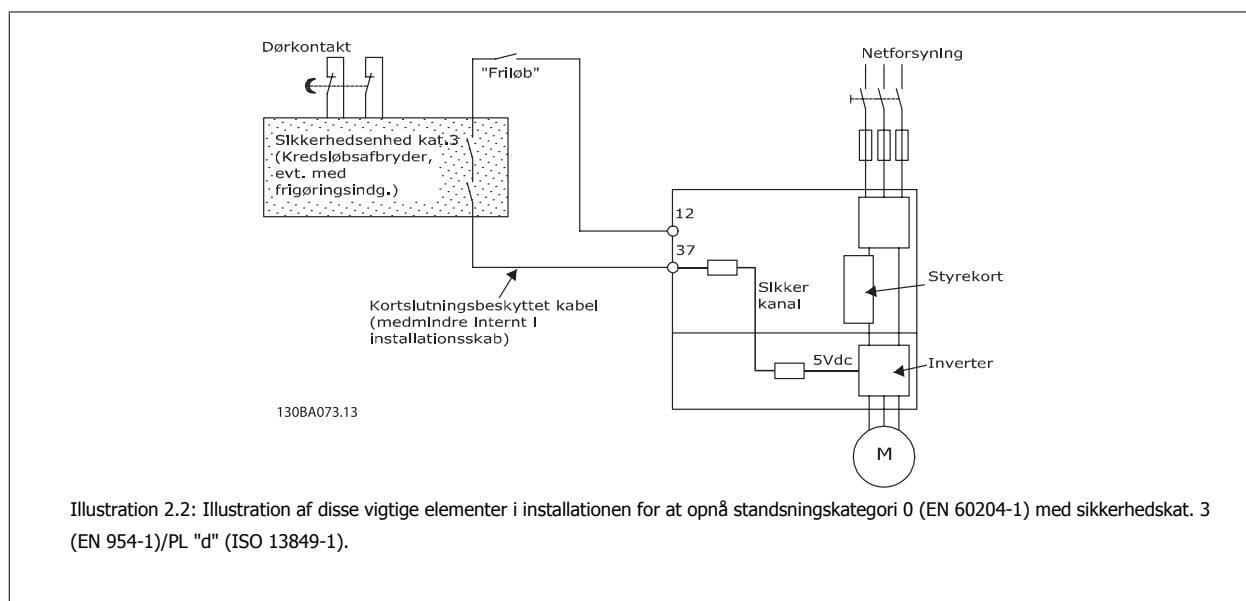 Dørkontakt
Netforsyning
"Friløb"
Sikkerhedsenhed kat.3
(Kredsløbsafbryder,
evt. med
frigøringsindg.)
12
37
Sikker
kanal
Styrekort
Kortslutningsbeskyttet kabel
(medmindre internt i
installationsskab)
5Vdc
Inverter
130BA073.13
M
Illustration 2.2: Illustration af disse vigtige elementer i installationen for at opnå standsningskategori 0 (EN 60204-1) med sikkerhedskat. 3
(EN 954-1)/PL "d" (ISO 13849-1).